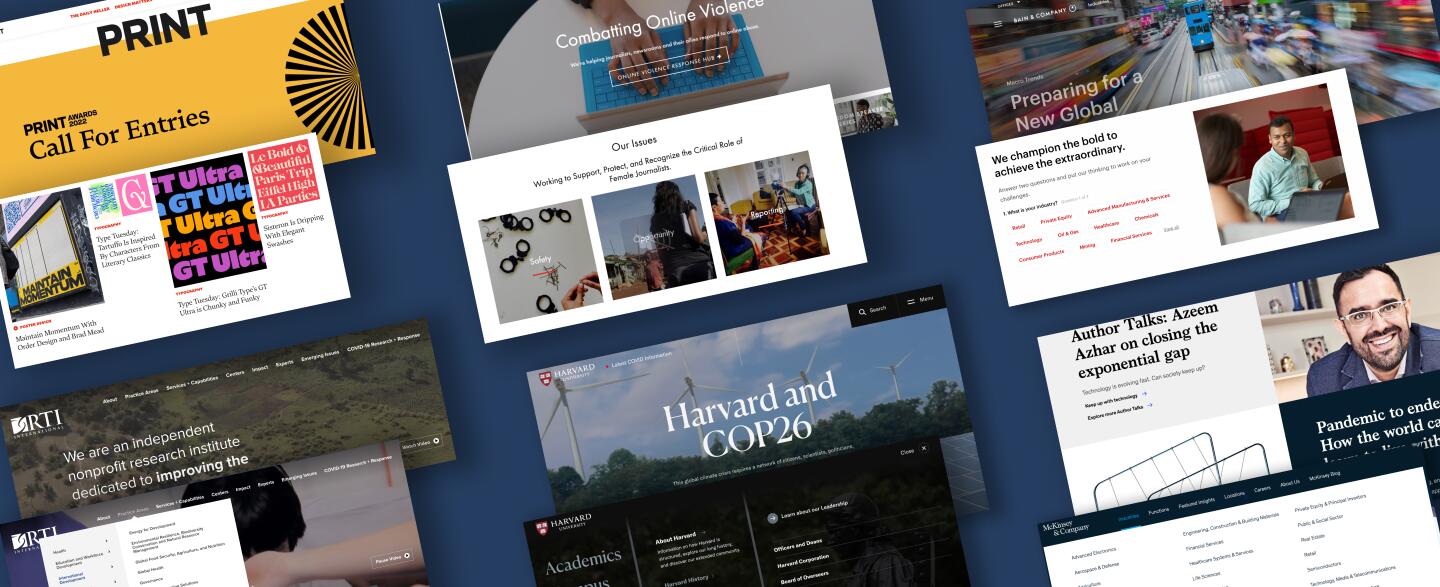 THE DAILY HELLER DESIGN MATTERS
PRINT
PRINT AWARDS 2022
Call For Entries
MAINTAIN
MOMENTUM
POSTER DESIGN
Maintain Momentum With
Order Design and Brad Mead
TYPOGRAPHY
Type Tuesday:
Tartuffo Is Inspired
By Characters From
Literary Classics
GT Ultra
TYPOGRAPHY
Type Tuesday: Grilli Type's GT
Ultra is Chunky and Funky
Le Bold &
Beautiful
Paris Trip
Eiffel High
LA Parties
TYPOGRAPHY
Sisteron Is Dripping
With Elegant
Swashes
Combatting Online Violence
We're helping journalists, newsrooms and their allies respond to online abuse.
ONLINE VIOLENCE RESPONSE HUB
Our Issues
Working to Support, Protect, and Recognize the Critical Role of
Female Journalists.
Safety
Opportunity
Reporting
BAIN & COMPANY
Industries
Macro Trends
Preparing for a
New Global
We champion the bold to
achieve the extraordinary.
Answer two questions and put our thinking to work on your
challenges.
1. What is your industry? Question 1 of 2
Retail Private Equity Advanced Manufacturing & Services
Technology Oil & Gas Healthcare Chemicals
Consumer Products Mining Financial Services
RTI
INTERNATIONAL
About Practice Areas Services + Capabilities Centers Impact Experts Emerging Issues COVID-19 Research + Response
We are an independent
nonprofit research institute
dedicated to improving the
Watch Video
RTI
INTERNATIONAL
About Practice Areas Services + Capabilities Centers Impact Experts Emerging Issues COVID-19 Research + Response
Health
Education and Workforce
Development
International
Development
Energy for Development
Environmental Resilience, Biodiversity
Conservation and Natural Resource
Management
Global Food Security, Agriculture, and Nutrition
Global Health
Governance
Pause Video
HARVARD
UNIVERSITY
Latest COVID Information
Search
Menu
Harvard and
COP26
This global climate crisis requires a network of citizens, scientists, politicians,
HARVARD
UNIVERSITY
Close
Academics
About Harvard
Information on how Harvard is
structured, explore our long history,
and discover our extended community.
Harvard History
Learn about our Leadership
Officers and Deans
Harvard Corporation
Board of Overseers
Author Talks: Azeem
Azhar on closing the
exponential gap
Technology is evolving fast. Can society keep up?
Keep up with technology
Explore more Author Talks
Pandemic to
How the world
McKinsey
& Company
Industries Functions Featured Insights Locations Careers About Us McKinsey Blog
Advanced Electronics
Aerospace & Defense
Engineering, Construction & Building Materials
Financial Services
Healthcare Systems & Services
Life Sciences
Private Equity & Principal Investors
Public & Social Sector
Real Estate
Retail
Semiconductors
Technology, Media & Telecommunications